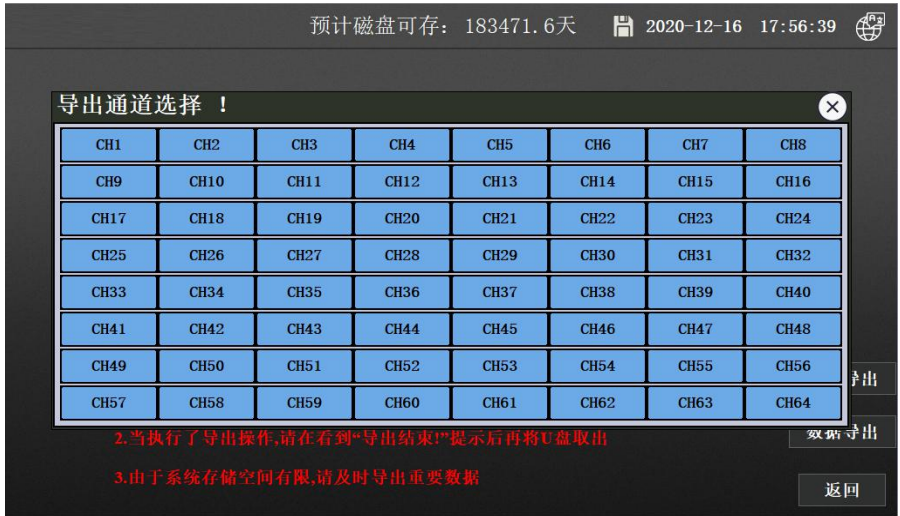 预计磁盘可存: 183471.6天 2020-12-16 17:56:39
导出通道选择 !
CH1 CH2 CH3 CH4 CH5 CH6 CH7 CH8
CH9 CH10 CH11 CH12 CH13 CH14 CH15 CH16
CH17 CH18 CH19 CH20 CH21 CH22 CH23 CH24
CH25 CH26 CH27 CH28 CH29 CH30 CH31 CH32
CH33 CH34 CH35 CH36 CH37 CH38 CH39 CH40
CH41 CH42 CH43 CH44 CH45 CH46 CH47 CH48
CH49 CH50 CH51 CH52 CH53 CH54 CH55 CH56
导出
CH57 CH58 CH59 CH60 CH61 CH62 CH63 CH64
2.当执行了导出操作,请在看到“导出结束!”提示后再将U盘取出
数据导出
3.由于系统存储空间有限,请及时导出重要数据
返回